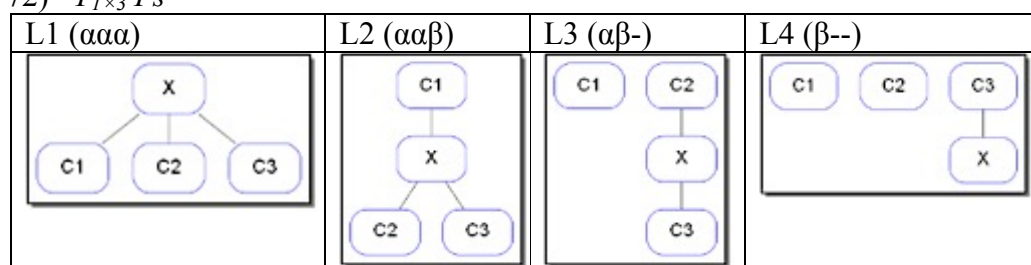 L1 (ααα)
L2 (ααβ)
L3 (αβ-)
L4 (β--)
X
C1 C2 C3
C1
X
C2 C3
C1 C2
X
C3
C1 C2 C3
X